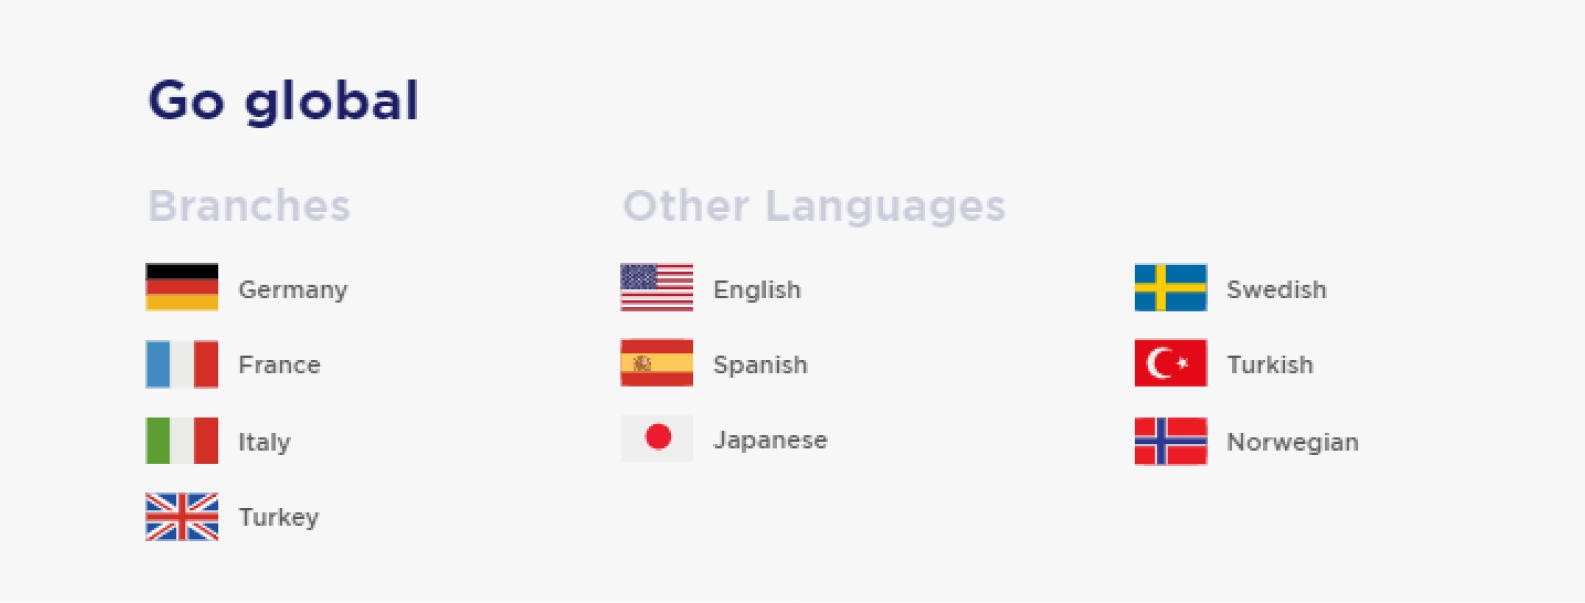 Go global
Branches
Germany
France
Italy
Turkey
Other Languages
English
Spanish
Japanese
Swedish
Turkish
Norwegian